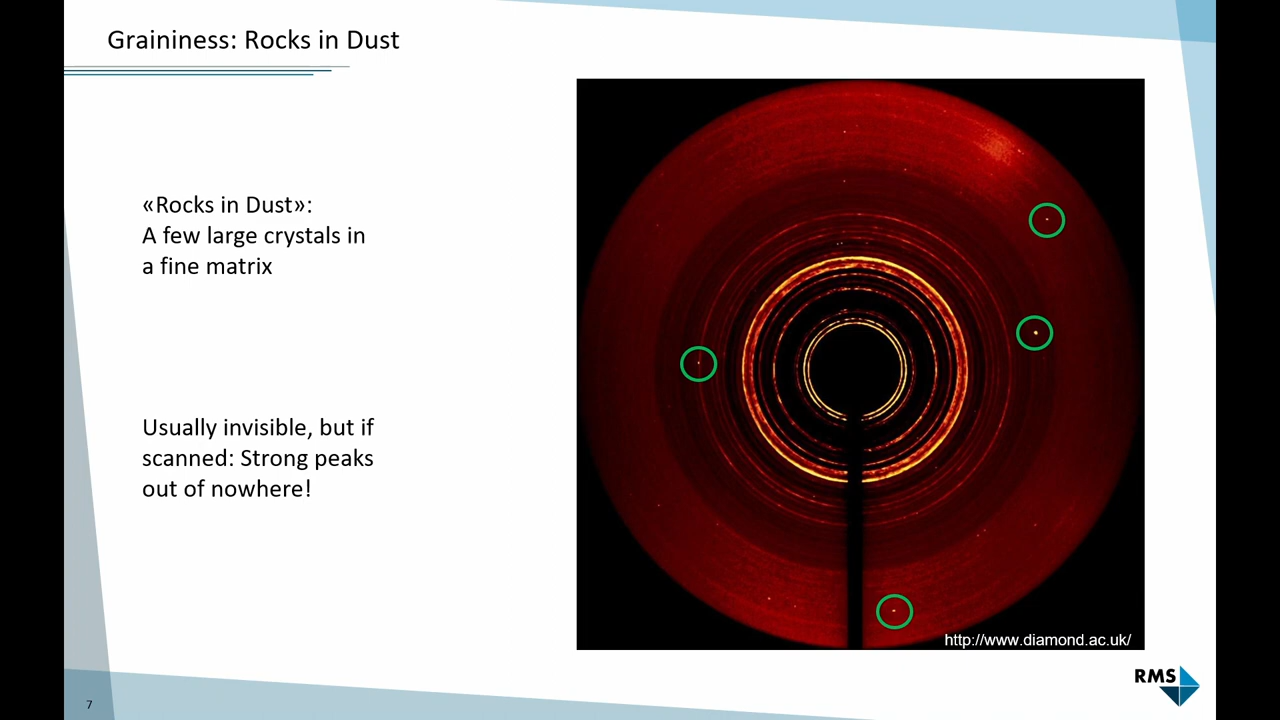 Graininess: Rocks in Dust
«Rocks in Dust»:
A few large crystals in
a fine matrix
Usually invisible, but if
scanned: Strong peaks
out of nowhere!
http://www.diamond.ac.uk/
RMS
7